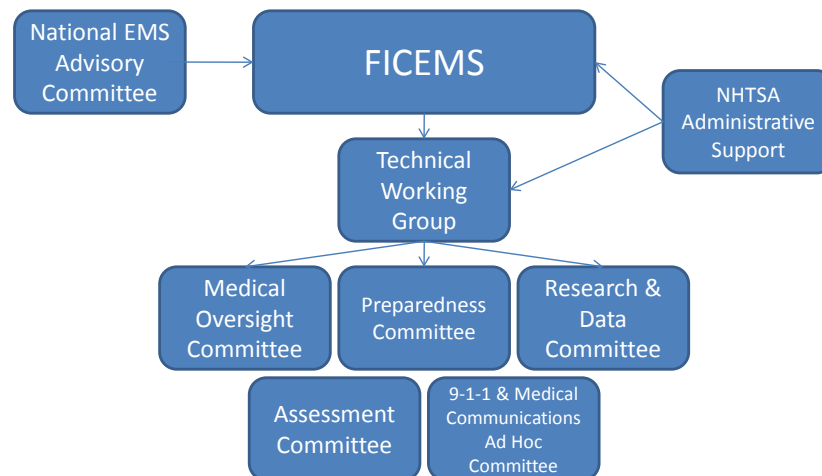 National EMS
Advisory
Committee
FICEMS
NHTSA
Administrative
Support
Technical
Working
Group
Medical
Oversight
Committee
Preparedness
Committee
Research &
Data
Committee
Assessment
Committee
9-1-1 & Medical
Communications
Ad Hoc
Committee